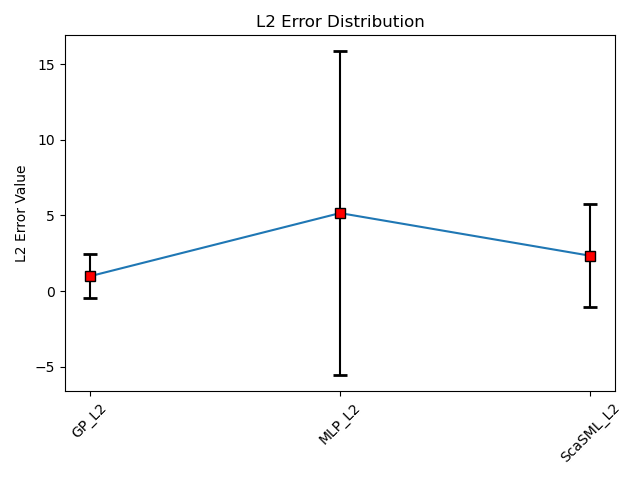 L2 Error Distribution
L2 Error Value
15
10
5
0
−5
GP_L2
MLP_L2
ScaSML_L2